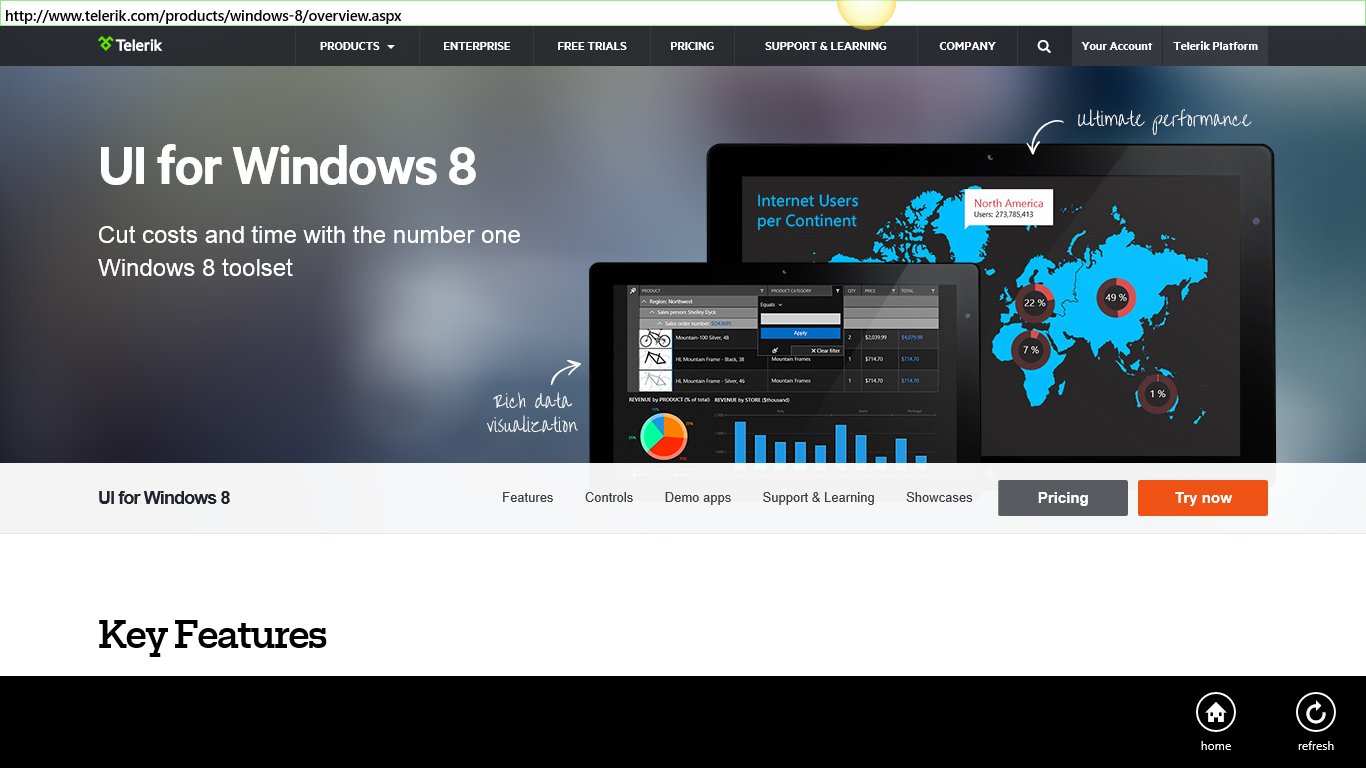 http://www.telerik.com/products/windows-8/overview.aspx
Telerik
PRODUCTS
ENTERPRISE
FREE TRIALS
PRICING
SUPPORT & LEARNING
COMPANY
Your Account
Telerik Platform
UI for Windows 8
Cut costs and time with the number one
Windows 8 toolset
ultimate performance
Internet Users
per Continent
North America
Users: 273,785,413
22 %
49 %
7 %
1 %
Rich data
visualization
PRODUCT
PRODUCT CATEGORY
QTY
PRICE
TOTAL
Region: Northwest
Sales person: Shelley Dyck
Sales order number:
Equals
Apply
Clear filter
Mountain-100 Silver, 48
2
$2,039.99
$4,079.98
HL Mountain Frame - Black, 38
Mountain Frames
1
$714.70
$714.70
HL Mountain Frame - Silver, 46
Mountain Frames
1
$714.70
$714.70
REVENUE by PRODUCT (% of total)
REVENUE by STORE ($thousand)
UI for Windows 8
Features
Controls
Demo apps
Support & Learning
Showcases
Pricing
Try now
Key Features
home
refresh